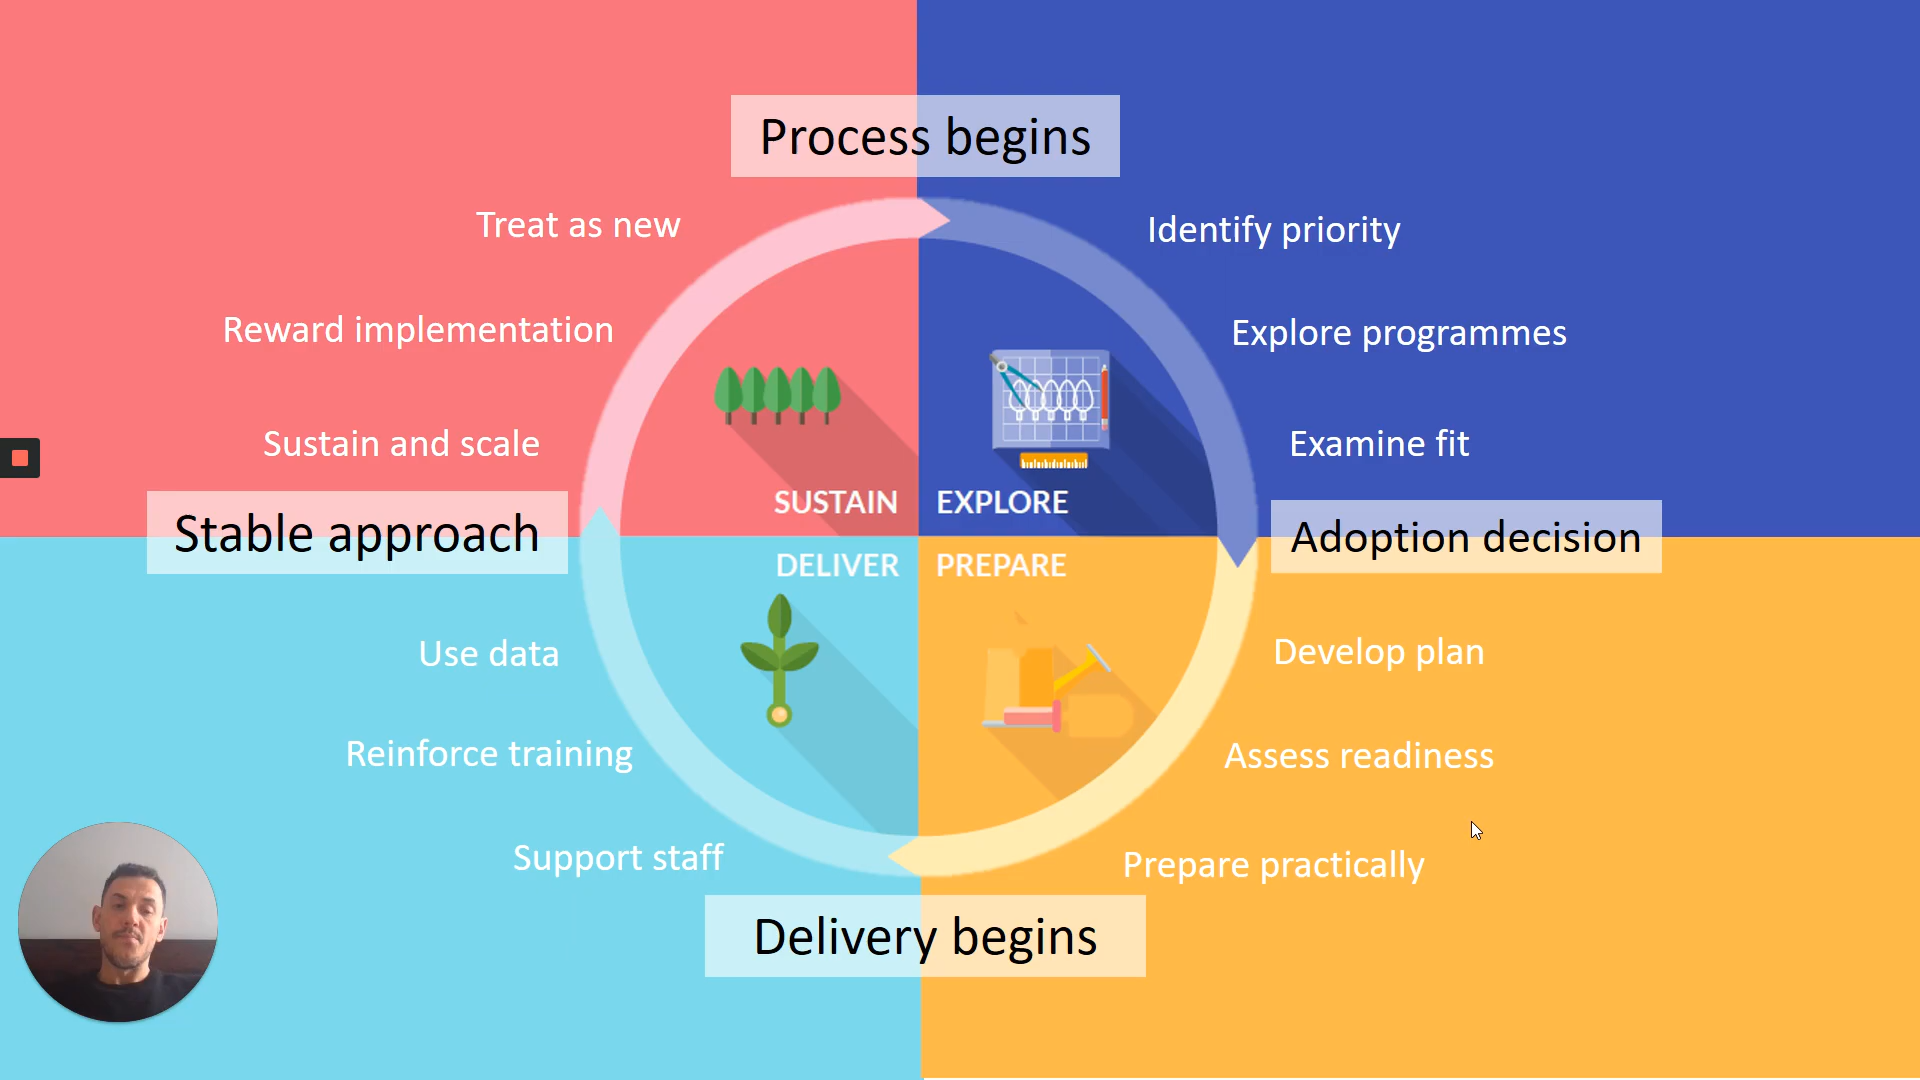 Process begins
Treat as new
Identify priority
Reward implementation
Explore programmes
Sustain and scale
Examine fit
SUSTAIN
EXPLORE
Stable approach
Adoption decision
DELIVER
PREPARE
Use data
Develop plan
Reinforce training
Assess readiness
Support staff
Prepare practically
Delivery begins